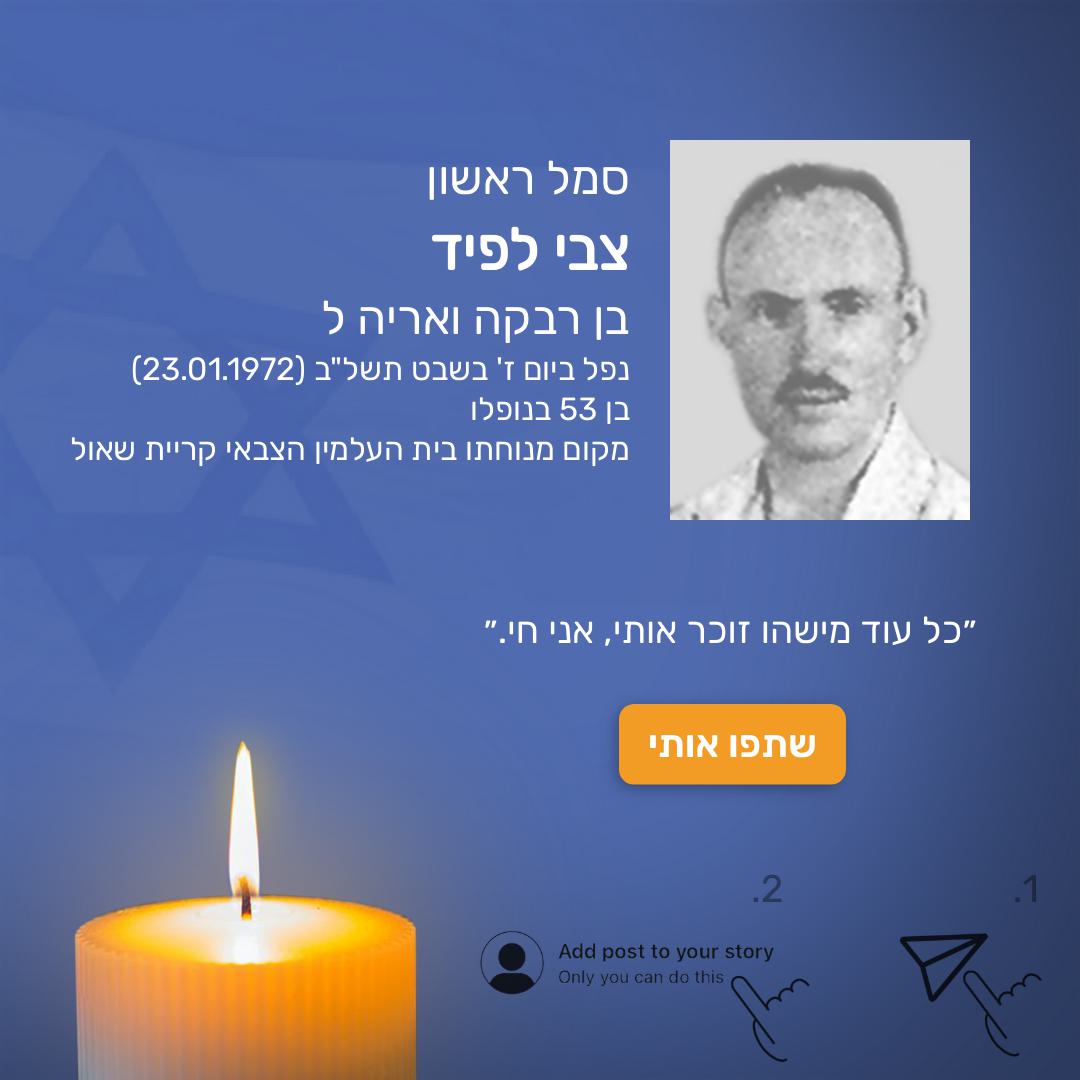 סמל ראשון
צבי לפיד
בן רבקה ואריה ל
נפל ביום ז' בשבט תשל"ב (23.01.1972)
בן 53 בנופלו
מקום מנוחתו בית העלמין הצבאי קריית שאול
״כל עוד מישהו זוכר אותי, אני חי.״
שתפו אותי
1.
2.
Add post to your story
Only you can do this